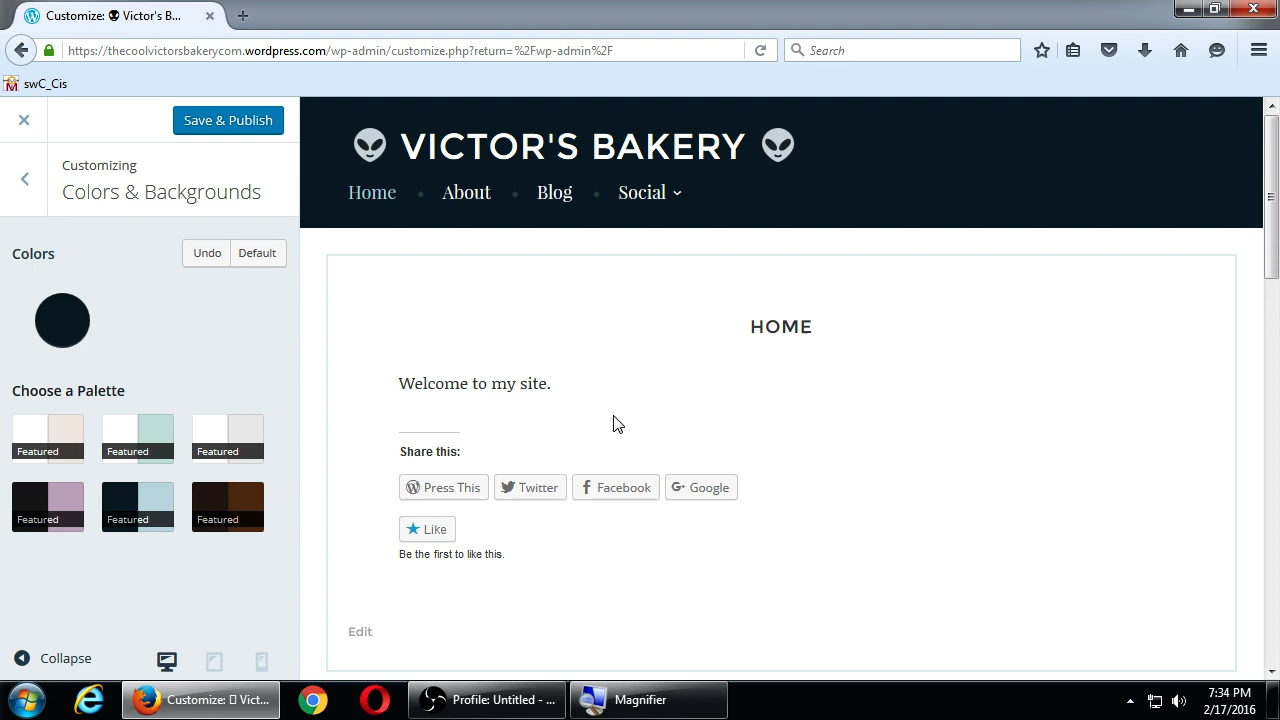 Customize: 👽 Victor's B...
https://thecoolvictorsbakerycom.wordpress.com/wp-admin/customize.php?return=%2Fwp-admin%2F
Search
swC_Cis
Save & Publish
Customizing
Colors & Backgrounds
Colors
Undo
Default
Choose a Palette
Featured
Featured
Featured
Featured
Featured
Featured
Collapse
👽 VICTOR'S BAKERY 👽
Home
About
Blog
Social
HOME
Welcome to my site.
Share this:
Press This
Twitter
Facebook
Google
Like
Be the first to like this.
Edit
Customize: ▯ Vict...
Profile: Untitled - ...
Magnifier
7:34 PM
2/17/2016